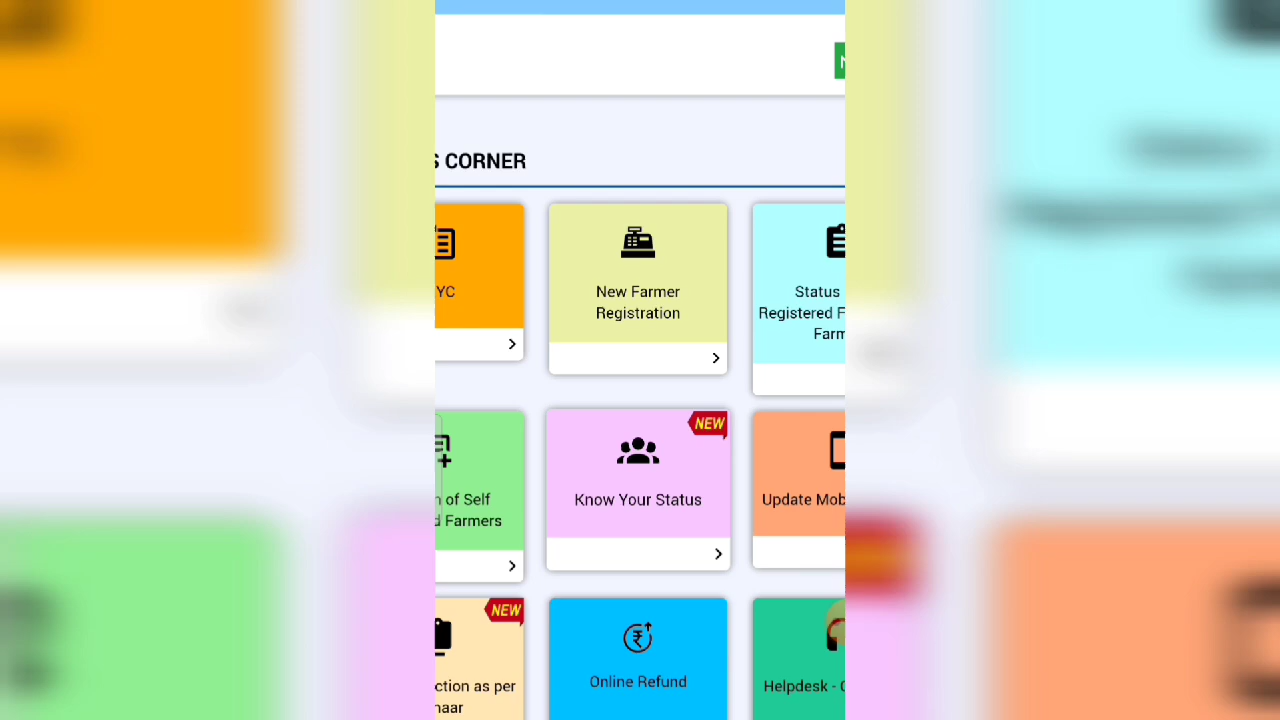 S CORNER
YC
New Farmer
Registration
Status
Registered F
Farm
NEW
n of Self
d Farmers
Know Your Status
Update Mob
NEW
ction as per
haar
Online Refund
Helpdesk -